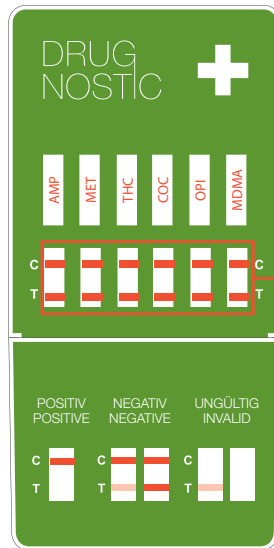 DRUG
NOSTIC
AMP MET THC COC OPI MDMA
C C
T T
POSITIV NEGATIV UNGÜLTIG
POSITIVE NEGATIVE INVALID
C C C
T T T